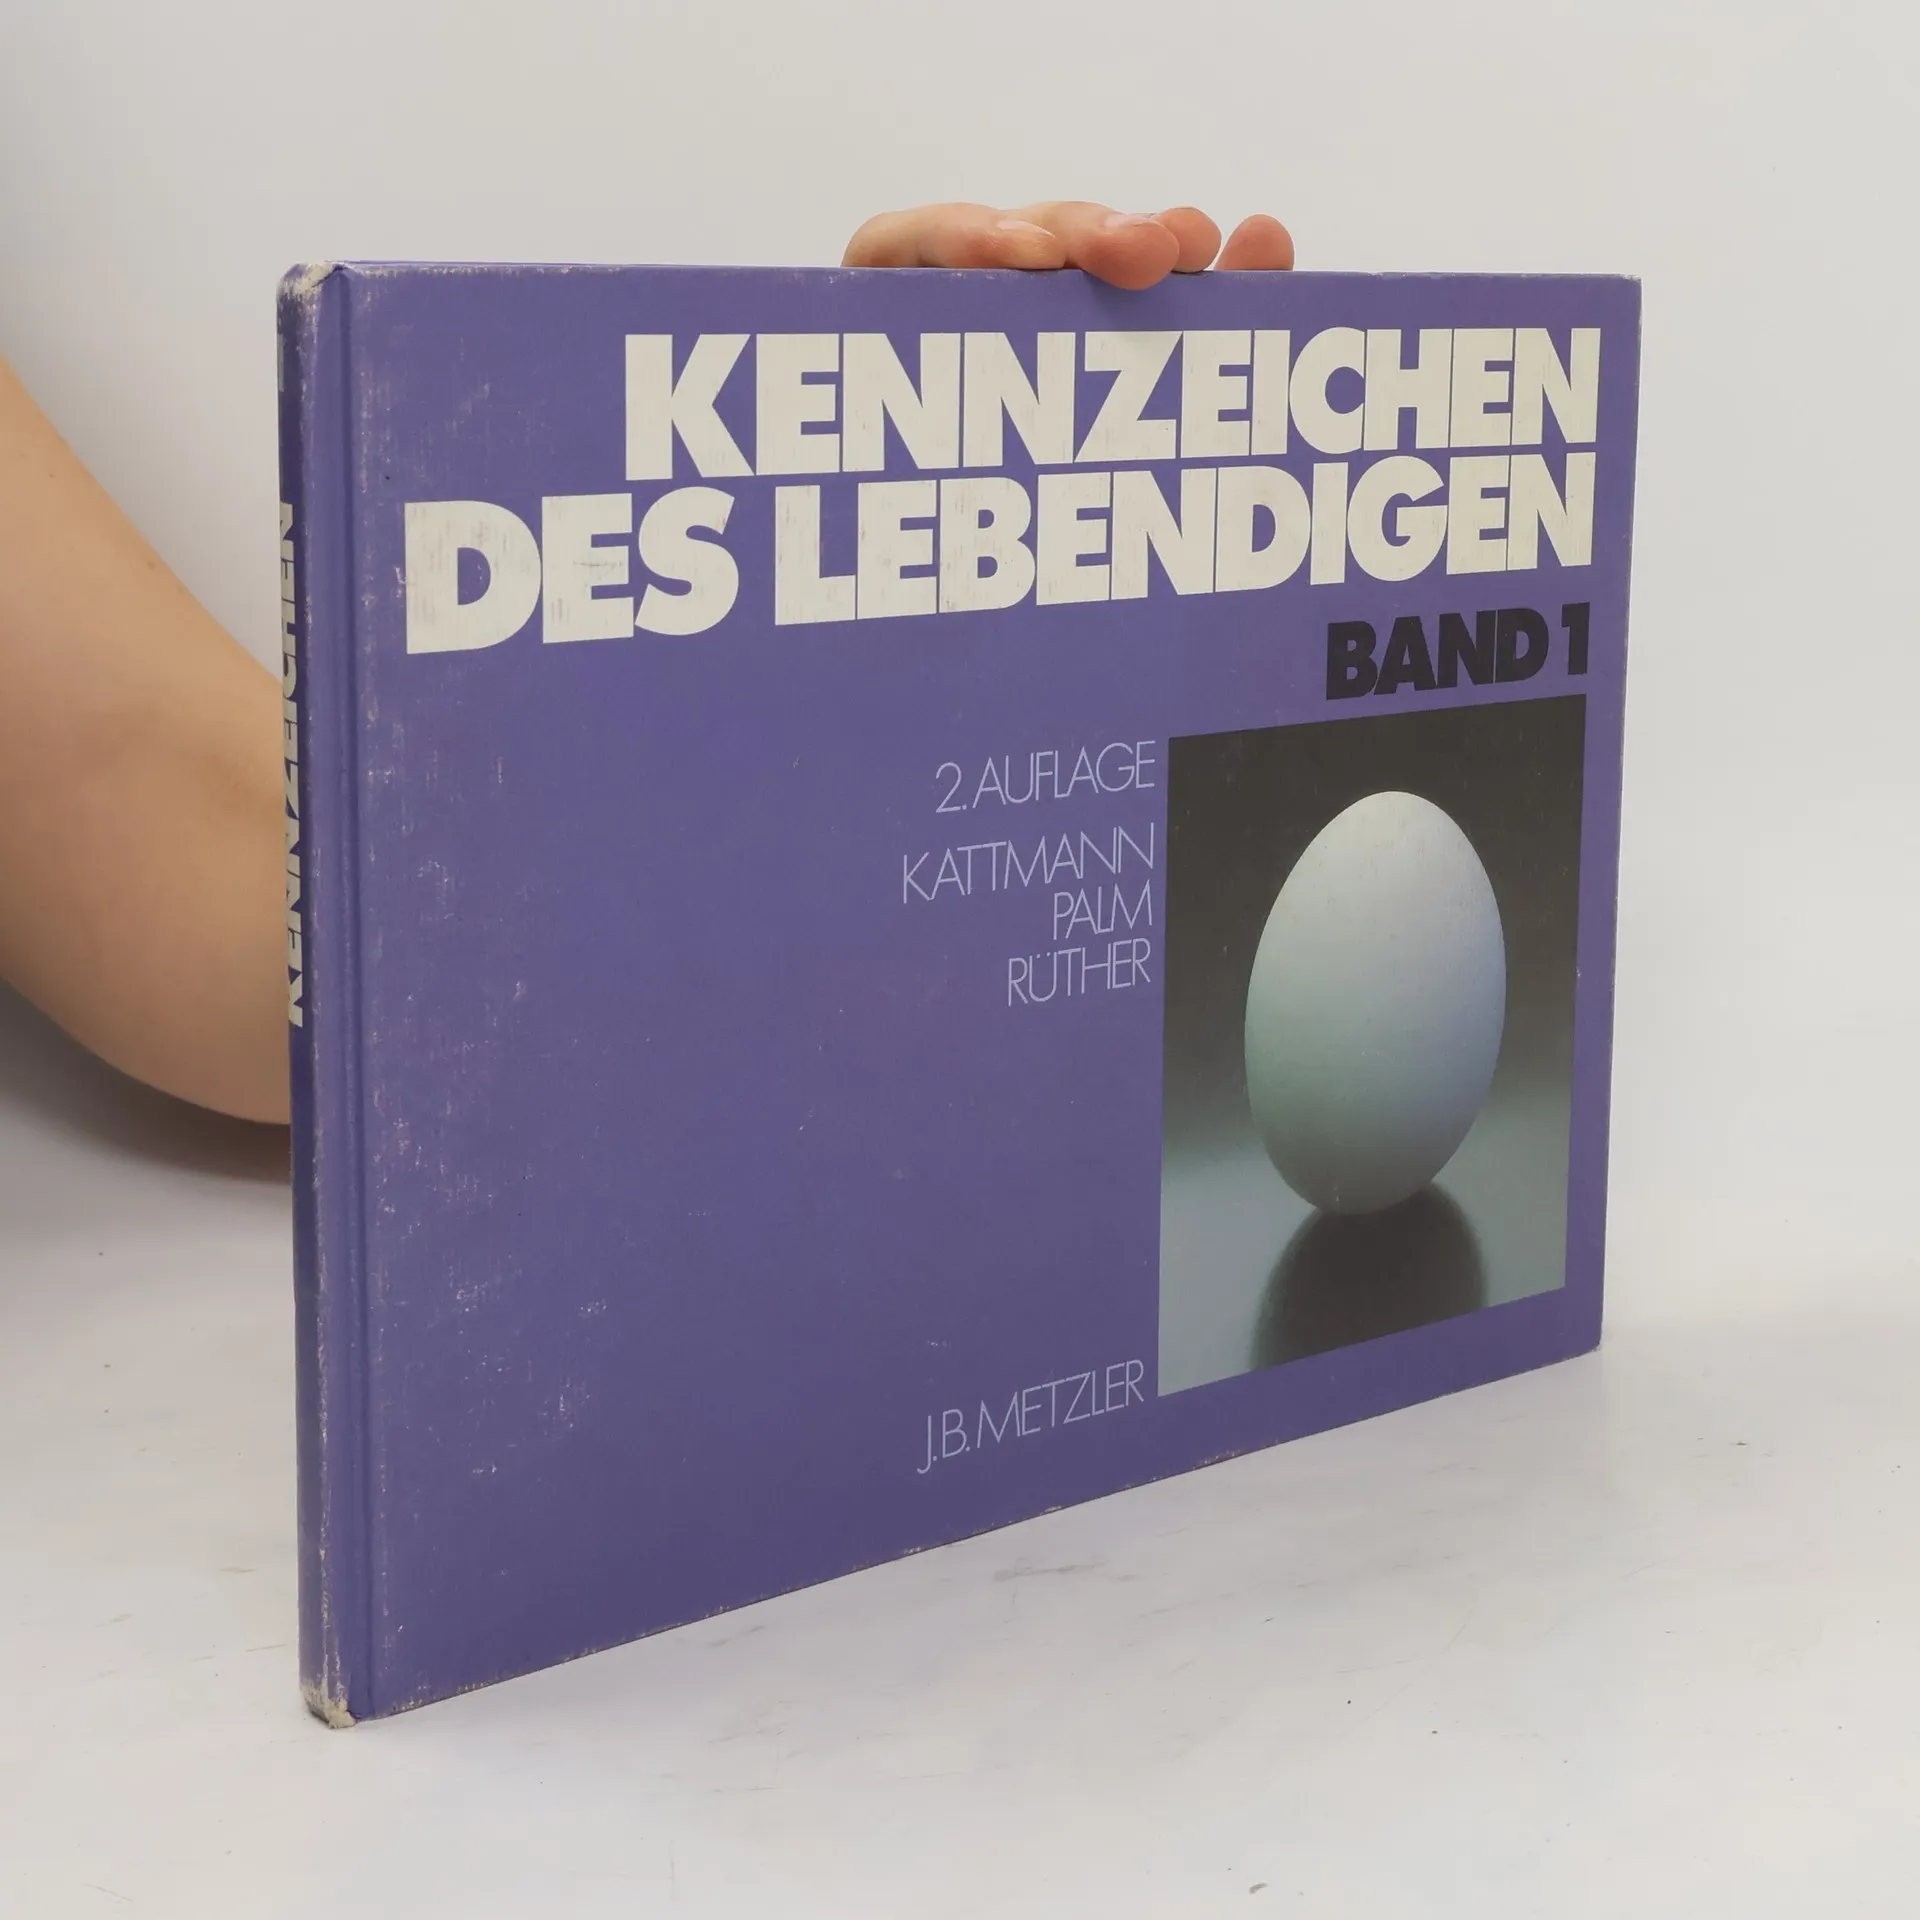 KENNZEICHEN
DES LEBENDIGEN
BAND 1
2. AUFLAGE
KATTMANN
PALM
RÜTHER
J.B. METZLER
KENNZEICHEN